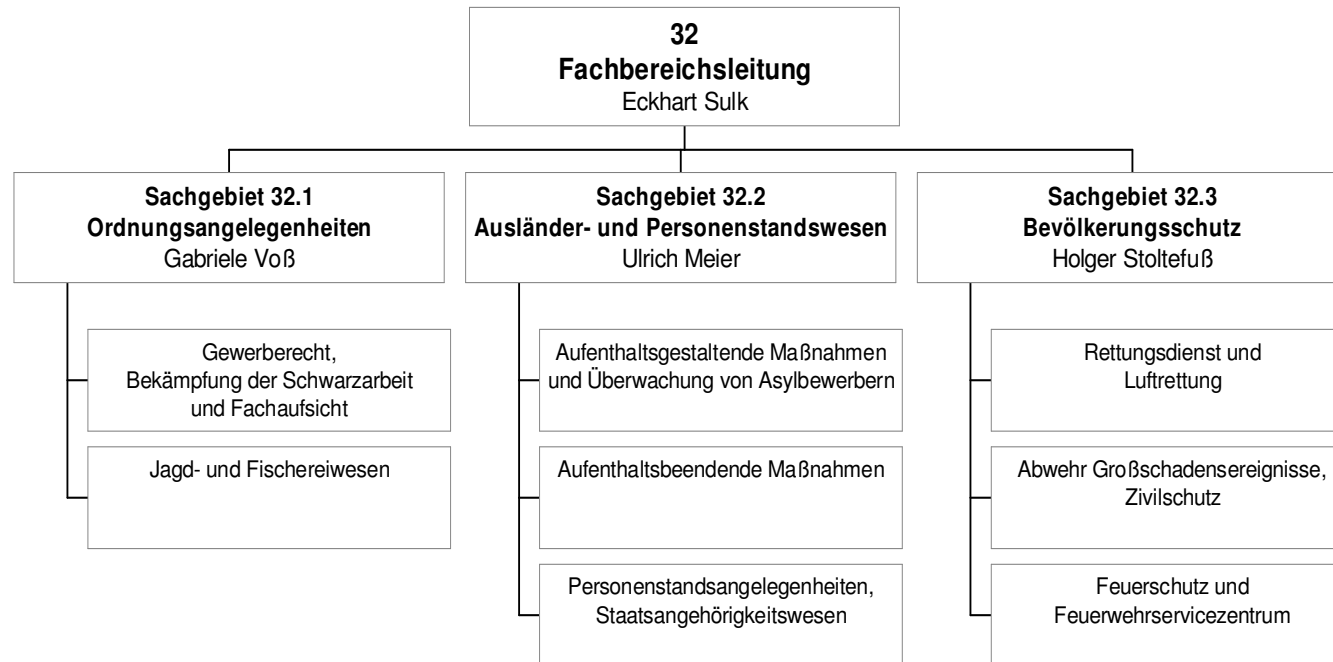 32
Fachbereichsleitung
Eckhart Sulk
Sachgebiet 32.1
Ordnungsangelegenheiten
Gabriele Voß
Gewerberecht,
Bekämpfung der Schwarzarbeit
und Fachaufsicht
Jagd- und Fischereiwesen
Sachgebiet 32.2
Ausländer- und Personenstandswesen
Ulrich Meier
Aufenthaltsgestaltende Maßnahmen
und Überwachung von Asylbewerbern
Aufenthaltsbeendende Maßnahmen
Personenstandsangelegenheiten,
Staatsangehörigkeitswesen
Sachgebiet 32.3
Bevölkerungsschutz
Holger Stoltefuß
Rettungsdienst und
Luftrettung
Abwehr Großschadensereignisse,
Zivilschutz
Feuerschutz und
Feuerwehrservicezentrum